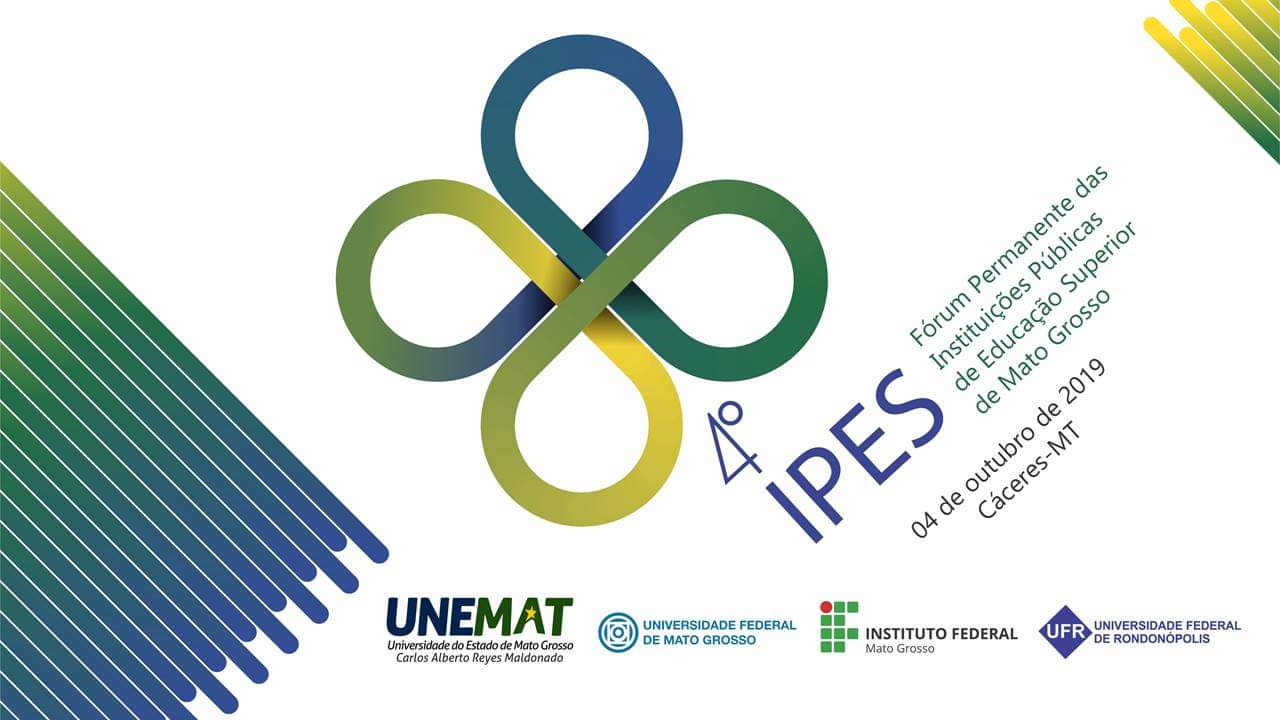 4º
IPES
Fórum Permanente das
Instituições Públicas
de Educação Superior
de Mato Grosso
04 de outubro de 2019
Cáceres-MT
UNEMAT
Universidade do Estado de Mato Grosso
Carlos Alberto Reyes Maldonado
UNIVERSIDADE FEDERAL
DE MATO GROSSO
INSTITUTO FEDERAL
Mato Grosso
UFR
UNIVERSIDADE FEDERAL
DE RONDONÓPOLIS